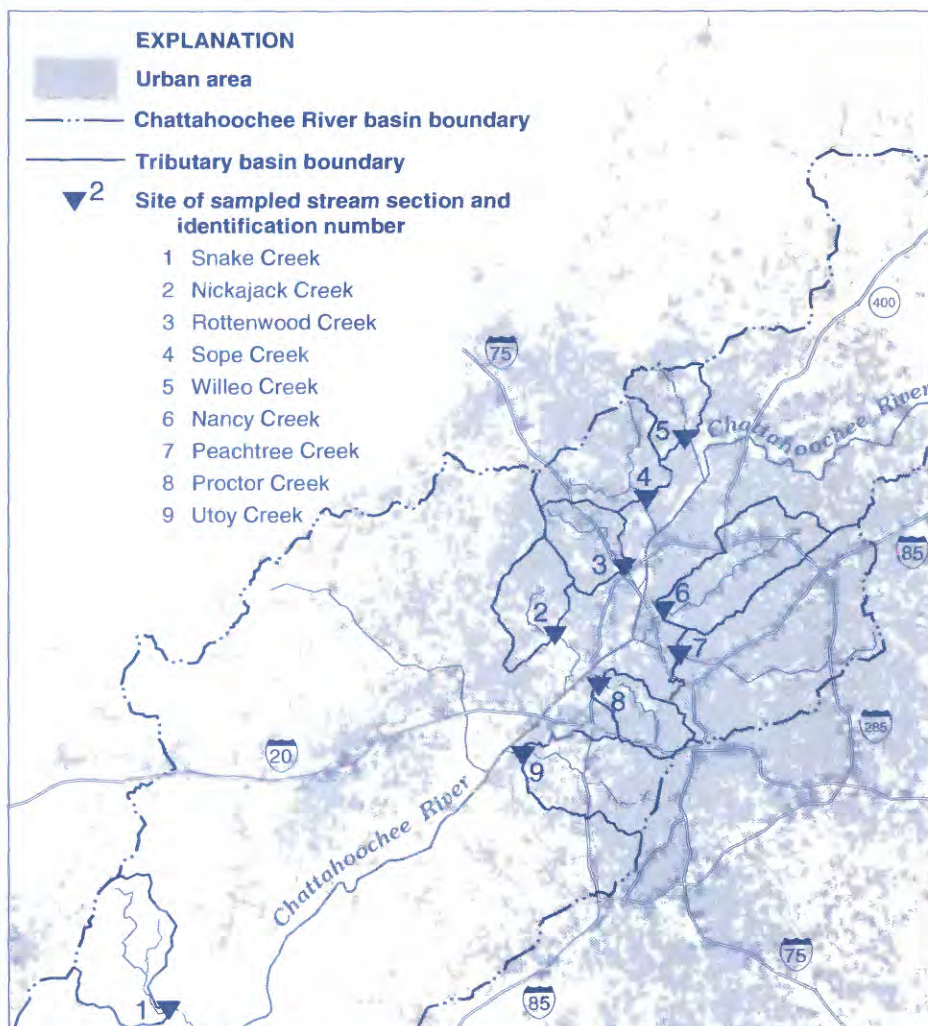 EXPLANATION
Urban area
Chattahoochee River basin boundary
Tributary basin boundary
2
Site of sampled stream section and
identification number
1 Snake Creek
2 Nickajack Creek
3 Rottenwood Creek
4 Sope Creek
5 Willeo Creek
6 Nancy Creek
7 Peachtree Creek
8 Proctor Creek
9 Utoy Creek
400
75
Chattahoochee River
5
4
85
3
6
2
7
8
285
20
9
Chattahoochee River
75
1
85